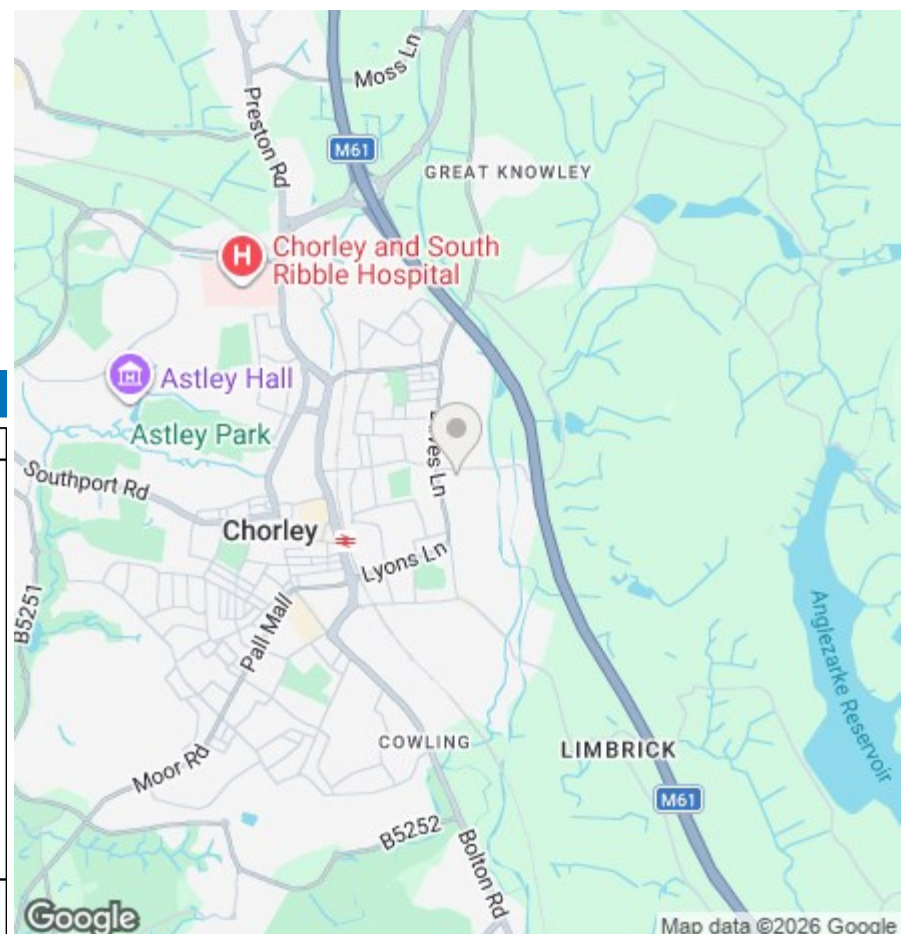 Moss Ln
Preston Rd
M61
GREAT KNOWLEY
H
Chorley and South
Ribble Hospital
Astley Hall
Astley Park
Southport Rd
Chorley
Lyons Ln
B5251
Pall Mall
Anglezarke Reservoir
COWLING
LIMBRICK
Moor Rd
M61
B5252
Bolton Rd
Google
Map data ©2026 Google